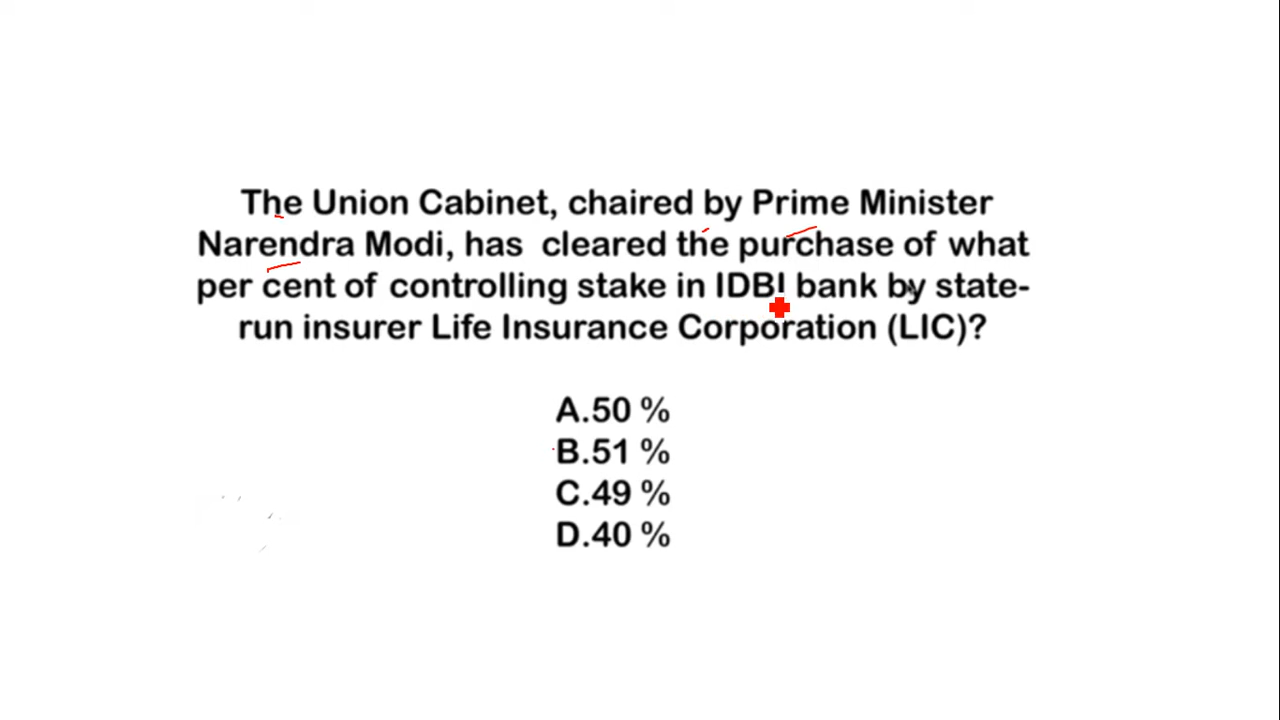 The Union Cabinet, chaired by Prime Minister
Narendra Modi, has cleared the purchase of what
per cent of controlling stake in IDBI bank by state-
run insurer Life Insurance Corporation (LIC)?
A.50 %
B.51 %
C.49 %
D.40 %